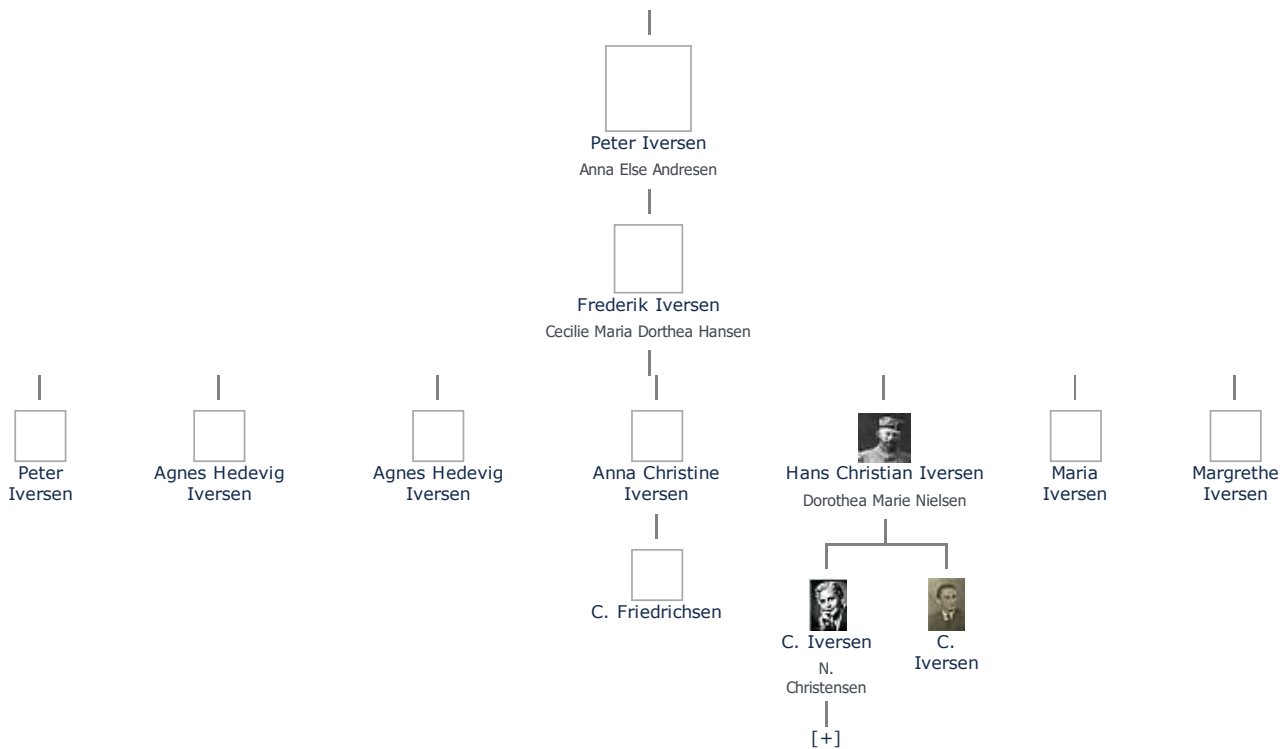 Peter Iversen
Anna Else Andresen
Frederik Iversen
Cecilie Maria Dorthea Hansen
Peter
Iversen
Agnes Hedevig
Iversen
Agnes Hedevig
Iversen
Anna Christine
Iversen
Hans Christian Iversen
Dorothea Marie Nielsen
Maria
Iversen
Margrethe
Iversen
C. Friedrichsen
C. Iversen
N.
Christensen
[+]
C.
Iversen